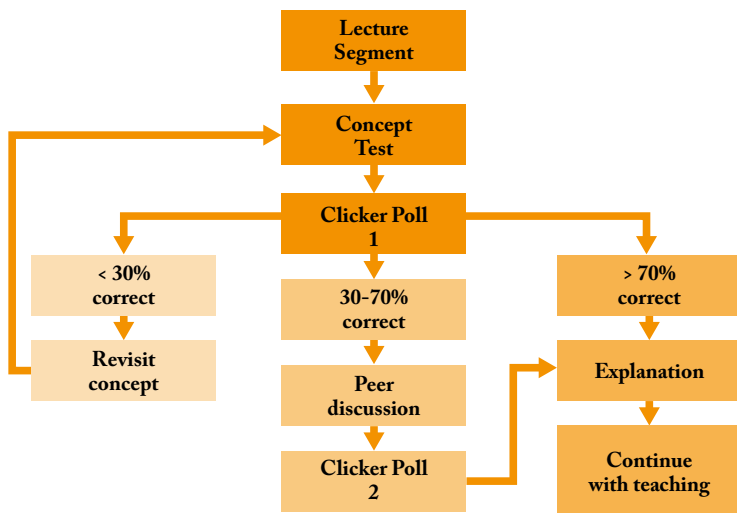 Lecture
Segment
Concept
Test
Clicker Poll
1
< 30%
correct
Revisit
concept
30-70%
correct
Peer
discussion
Clicker Poll
2
> 70%
correct
Explanation
Continue
with teaching